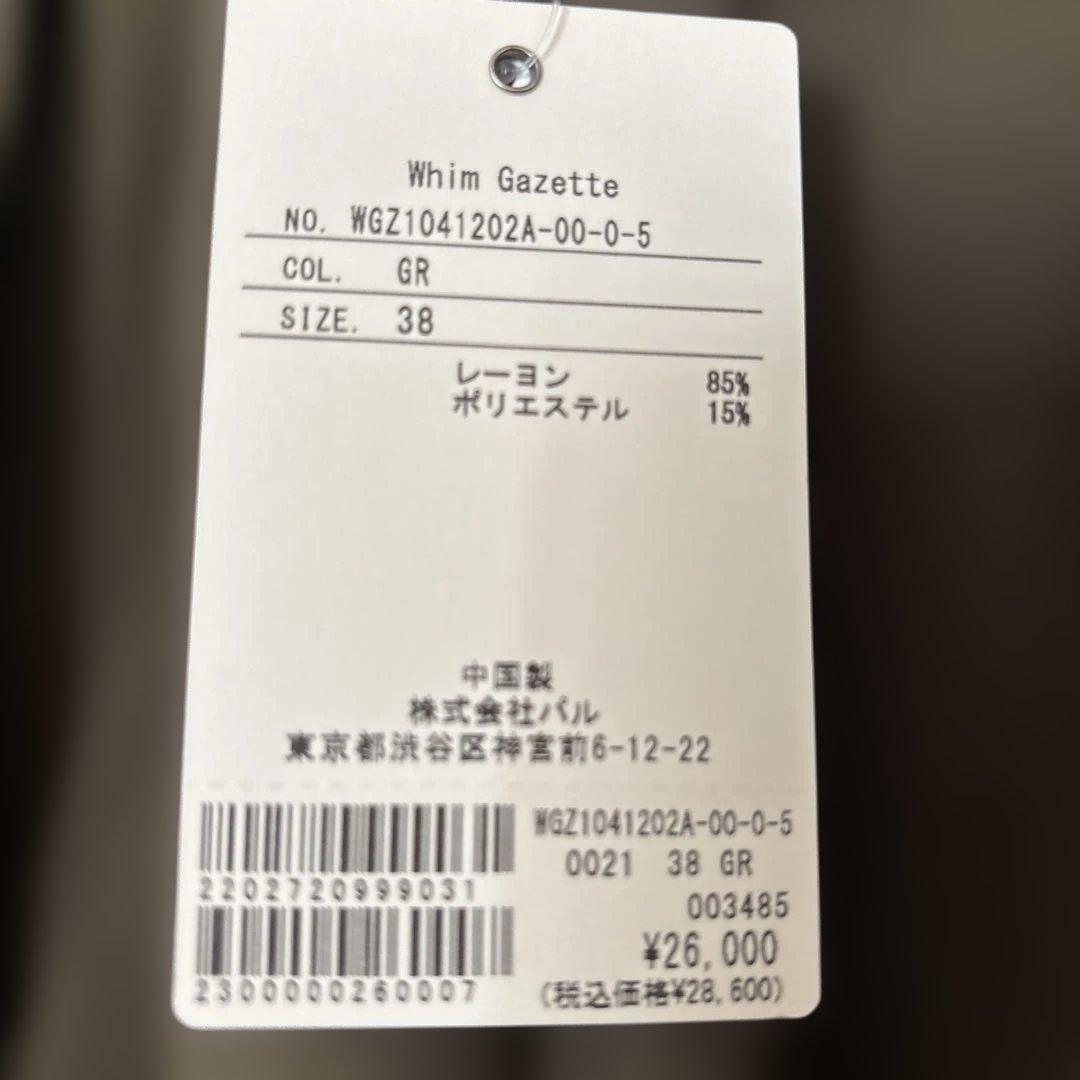 Whim Gazette
NO. WGZ1041202A-00-0-5
COL. GR
SIZE. 38
レーヨン 85%
ポリエステル 15%
中国製
株式会社パル
東京都渋谷区神宮前6-12-22
WGZ1041202A-00-0-5
0021 38 GR
2202720999031
003485
¥26,000
2300000260007
(税込価格¥28,600)